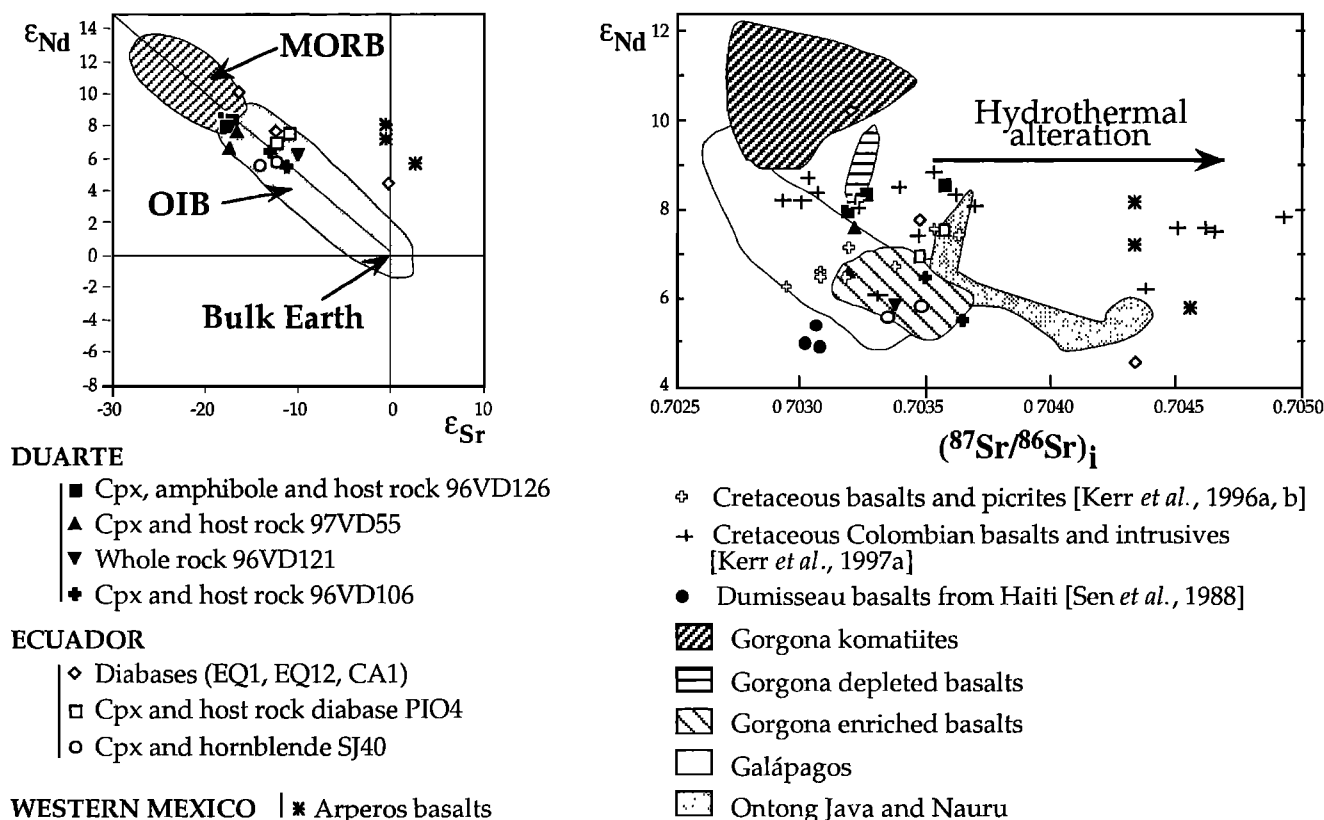 εNd
14
12
10
8
6
4
2
0
-2
-4
-6
-8
-30
-20
-10
0
10
εSr
MORB
OIB
Bulk Earth
εNd
12
10
8
6
4
0.7025
0.7030
0.7035
0.7040
0.7045
0.7050
(87Sr/86Sr)i
Hydrothermal
alteration
DUARTE
Cpx, amphibole and host rock 96VD126
Cpx and host rock 97VD55
Whole rock 96VD121
Cpx and host rock 96VD106
ECUADOR
Diabases (EQ1, EQ12, CA1)
Cpx and host rock diabase PIO4
Cpx and hornblende SJ40
WESTERN MEXICO
Arperos basalts
Cretaceous basalts and picrites [Kerr et al., 1996a, b]
Cretaceous Colombian basalts and intrusives
[Kerr et al., 1997a]
Dumisseau basalts from Haiti [Sen et al., 1988]
Gorgona komatiites
Gorgona depleted basalts
Gorgona enriched basalts
Galápagos
Ontong Java and Nauru